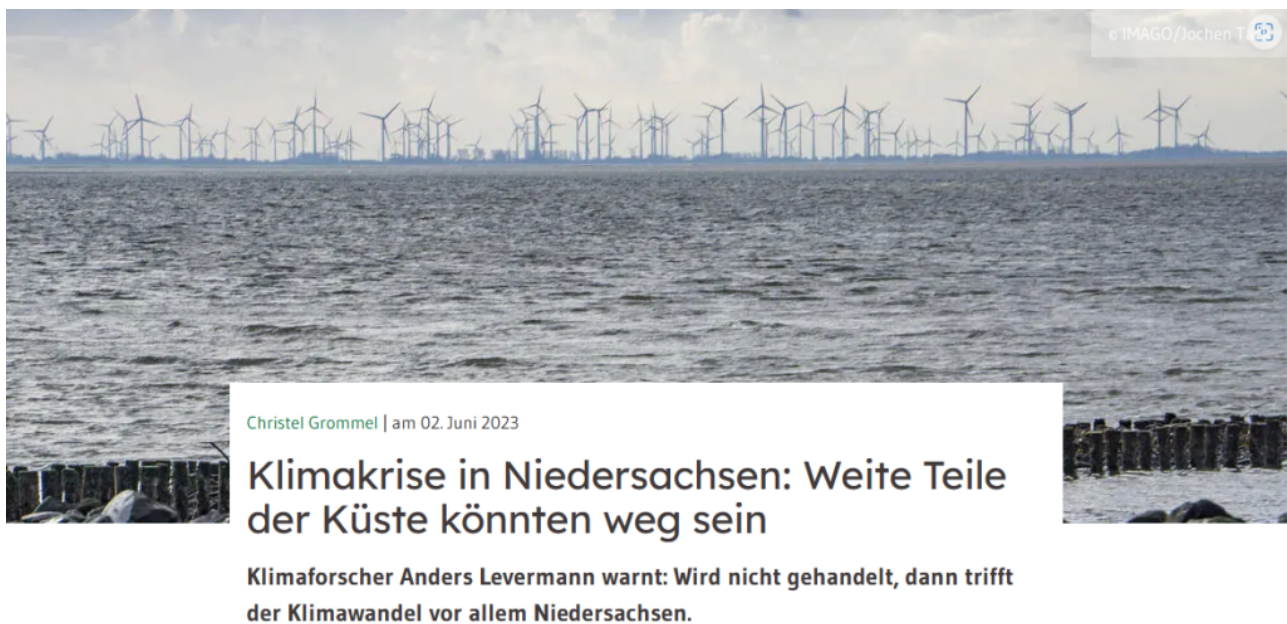 © IMAGO/Jochen
Christel Grommel | am 02. Juni 2023
Klimakrise in Niedersachsen: Weite Teile
der Küste könnten weg sein
Klimaforscher Anders Levermann warnt: Wird nicht gehandelt, dann trifft
der Klimawandel vor allem Niedersachsen.